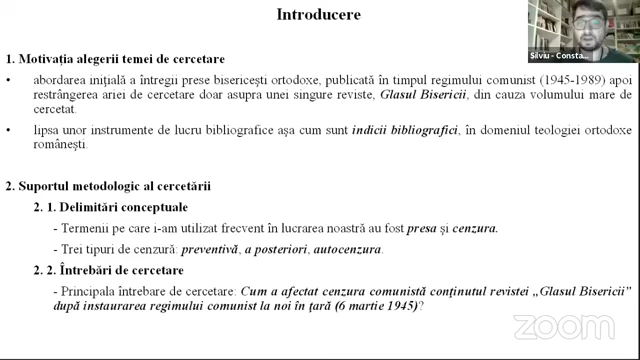 Introducere
Silviu - Consta...
1. Motivația alegerii temei de cercetare
• abordarea inițială a întregii prese bisericești ortodoxe, publicată în timpul regimului comunist (1945-1989) apoi
restrângerea ariei de cercetare doar asupra unei singure reviste, Glasul Bisericii, din cauza volumului mare de
cercetat.
• lipsa unor instrumente de lucru bibliografice așa cum sunt indicii bibliografici, în domeniul teologiei ortodoxe
românești.
2. Suportul metodologic al cercetării
2. 1. Delimitări conceptuale
- Termenii pe care i-am utilizat frecvent în lucrarea noastră au fost presa și cenzura.
- Trei tipuri de cenzură: preventivă, a posteriori, autocenzura.
2. 2. Întrebări de cercetare
- Principala întrebare de cercetare: Cum a afectat cenzura comunistă conținutul revistei „Glasul Bisericii”
după instaurarea regimului comunist la noi în țară (6 martie 1945)?
zoom